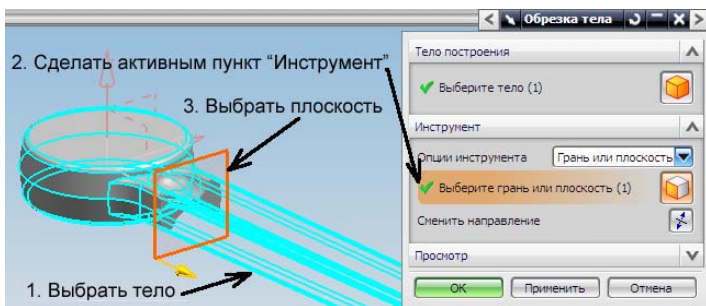 Обрезка тела
2. Сделать активным пункт “Инструмент”
3. Выбрать плоскость
1. Выбрать тело
Тело построения
Выберите тело (1)
Инструмент
Опции инструмента
Грань или плоскость
Выберите грань или плоскость (1)
Сменить направление
Просмотр
ОК
Применить
Отмена